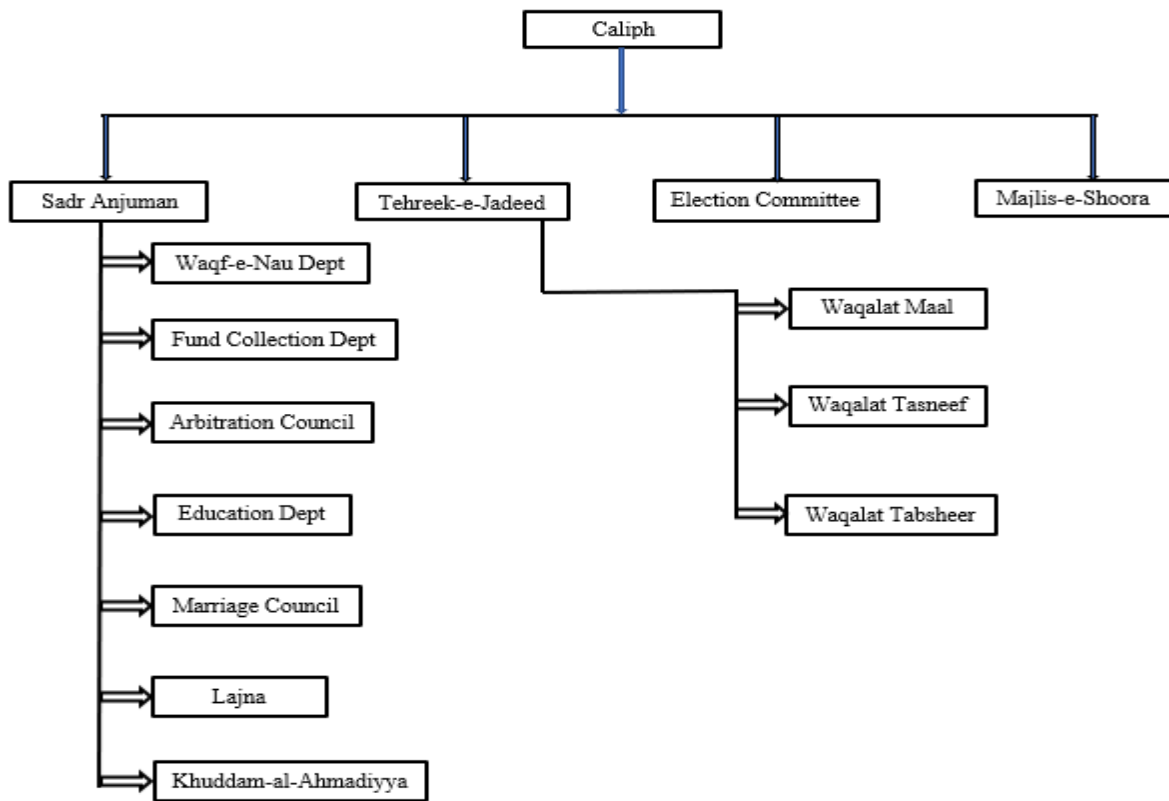 Caliph
Sadr Anjuman
Tehreek-e-Jadeed
Election Committee
Majlis-e-Shoora
Waqf-e-Nau Dept
Fund Collection Dept
Arbitration Council
Education Dept
Marriage Council
Lajna
Khuddam-al-Ahmadiyya
Waqalat Maal
Waqalat Tasneef
Waqalat Tabsheer